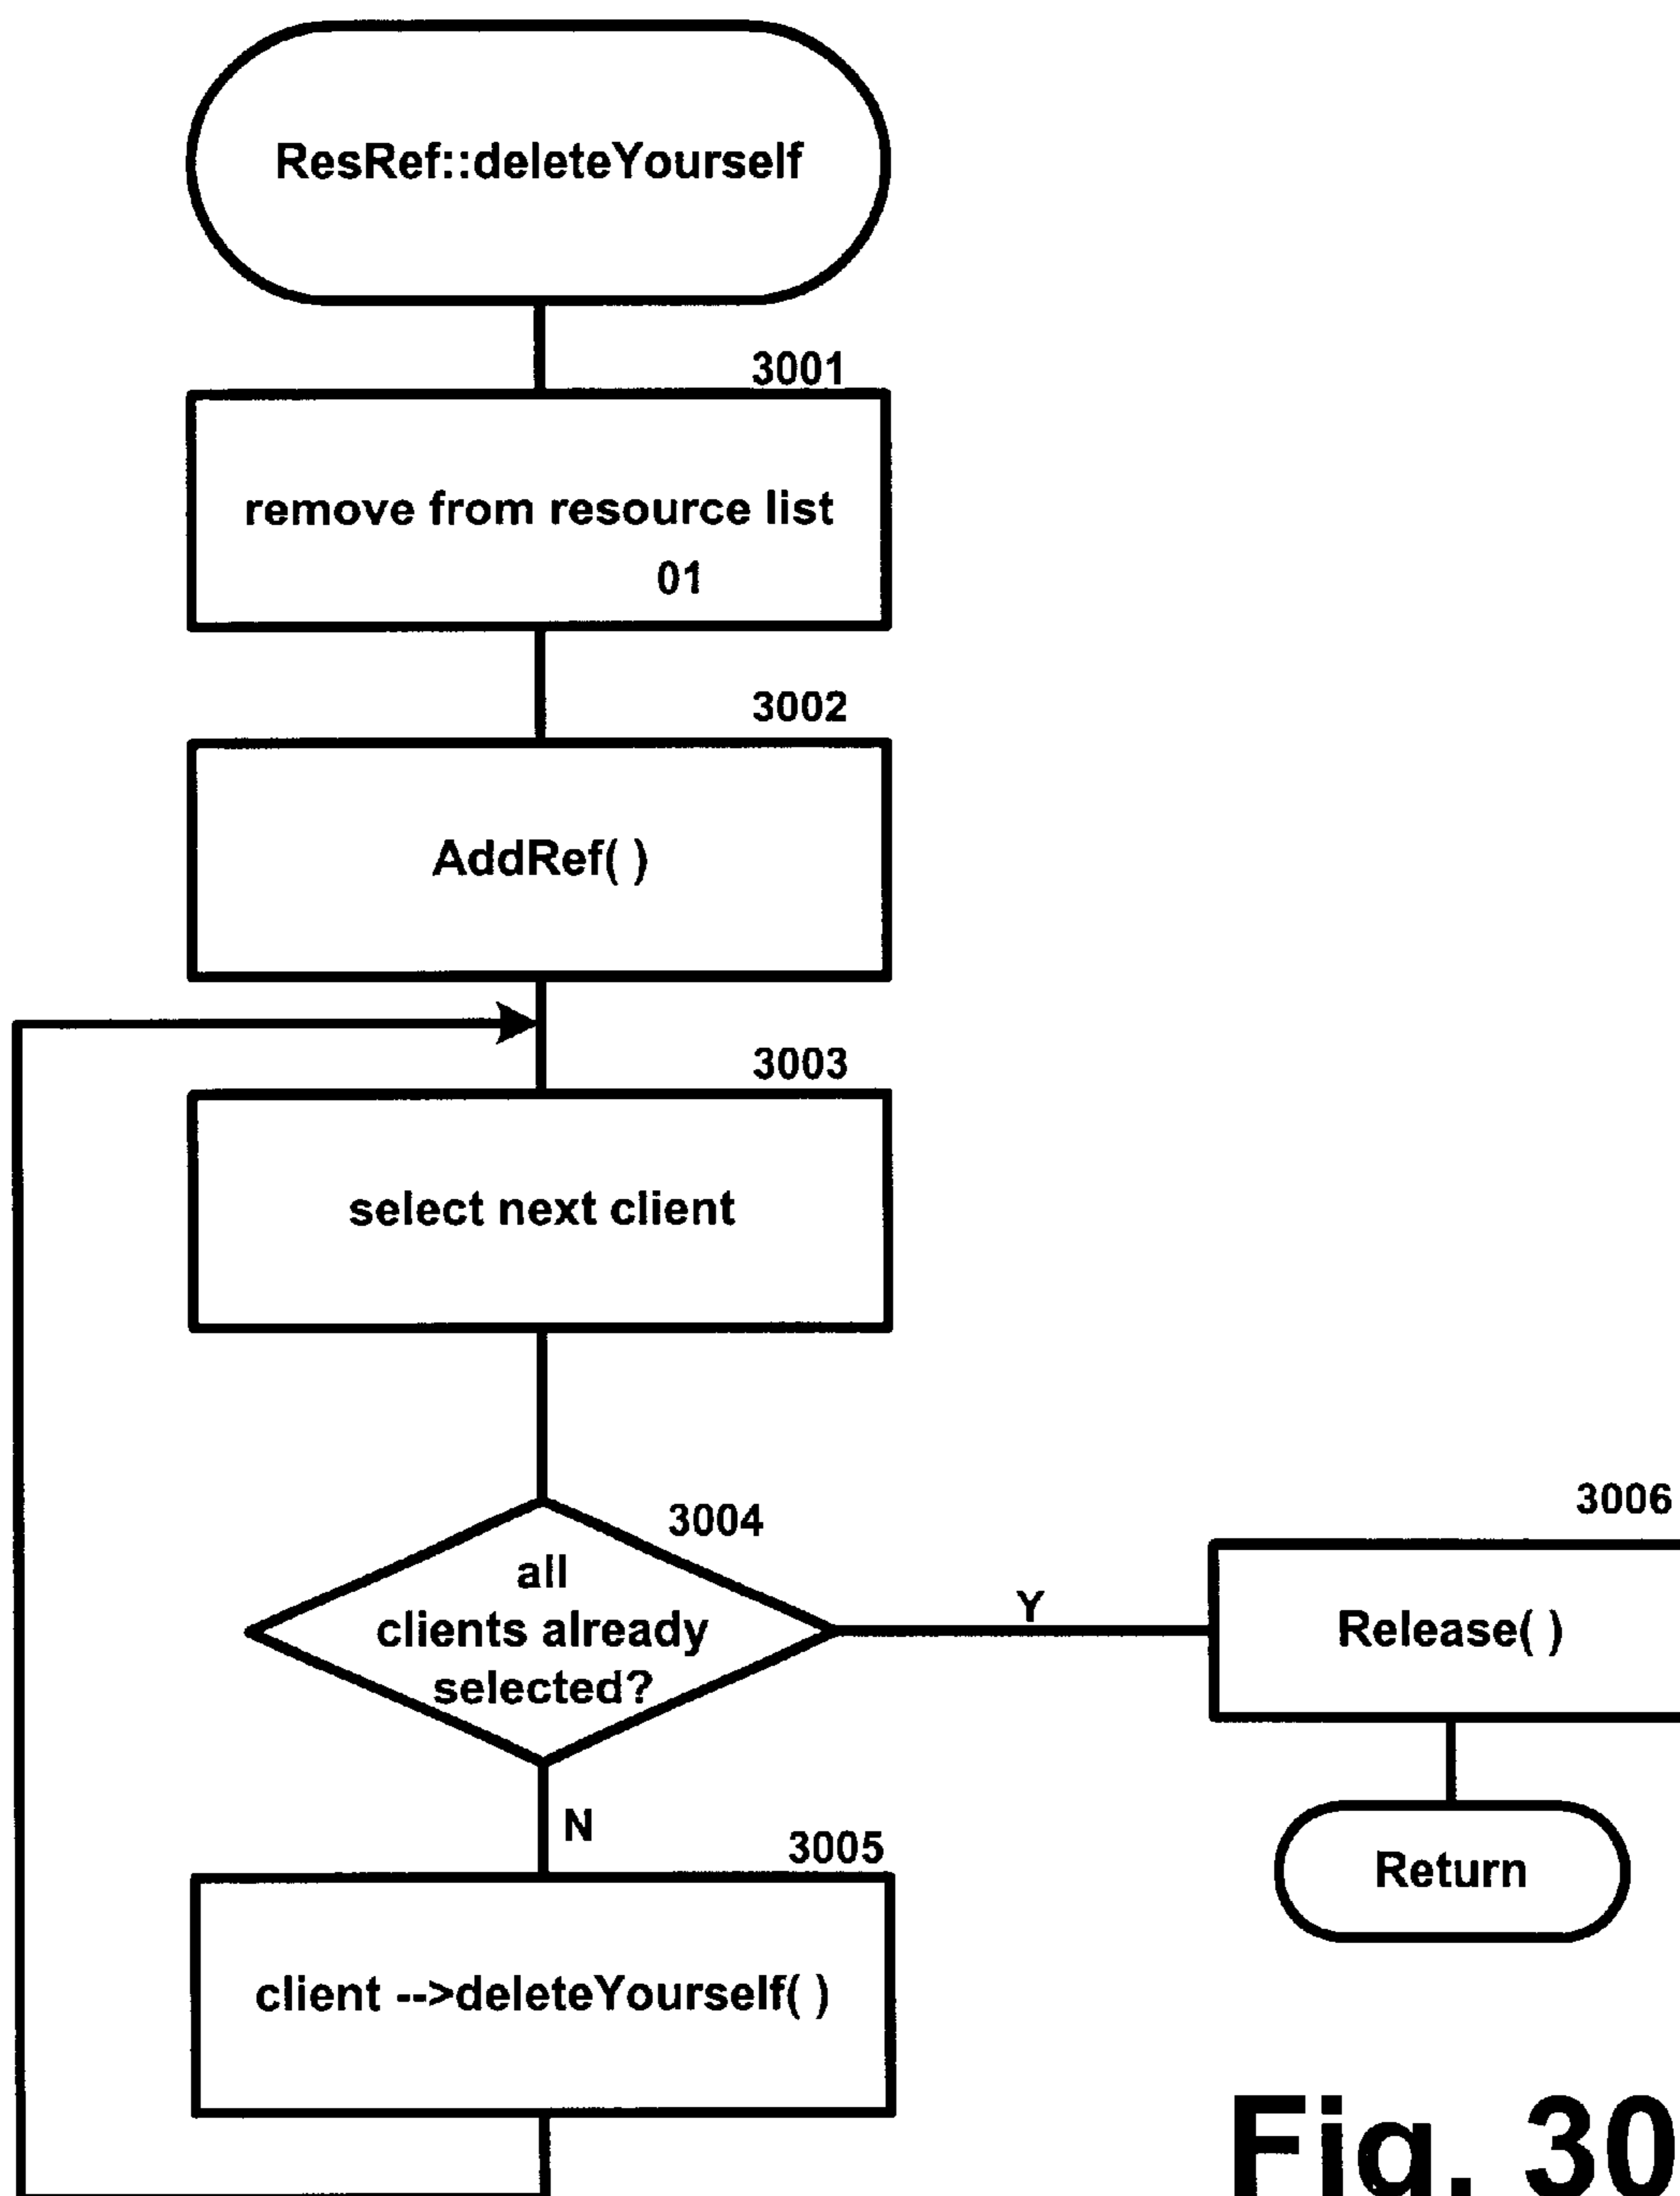 ResRef::deleteYourself
3001
remove from resource list
01
3002
AddRef( )
3003
select next client
3004
all
clients already
selected?
Y
3006
Release( )
Return
N
3005
client -->deleteYourself( )
Fig. 30